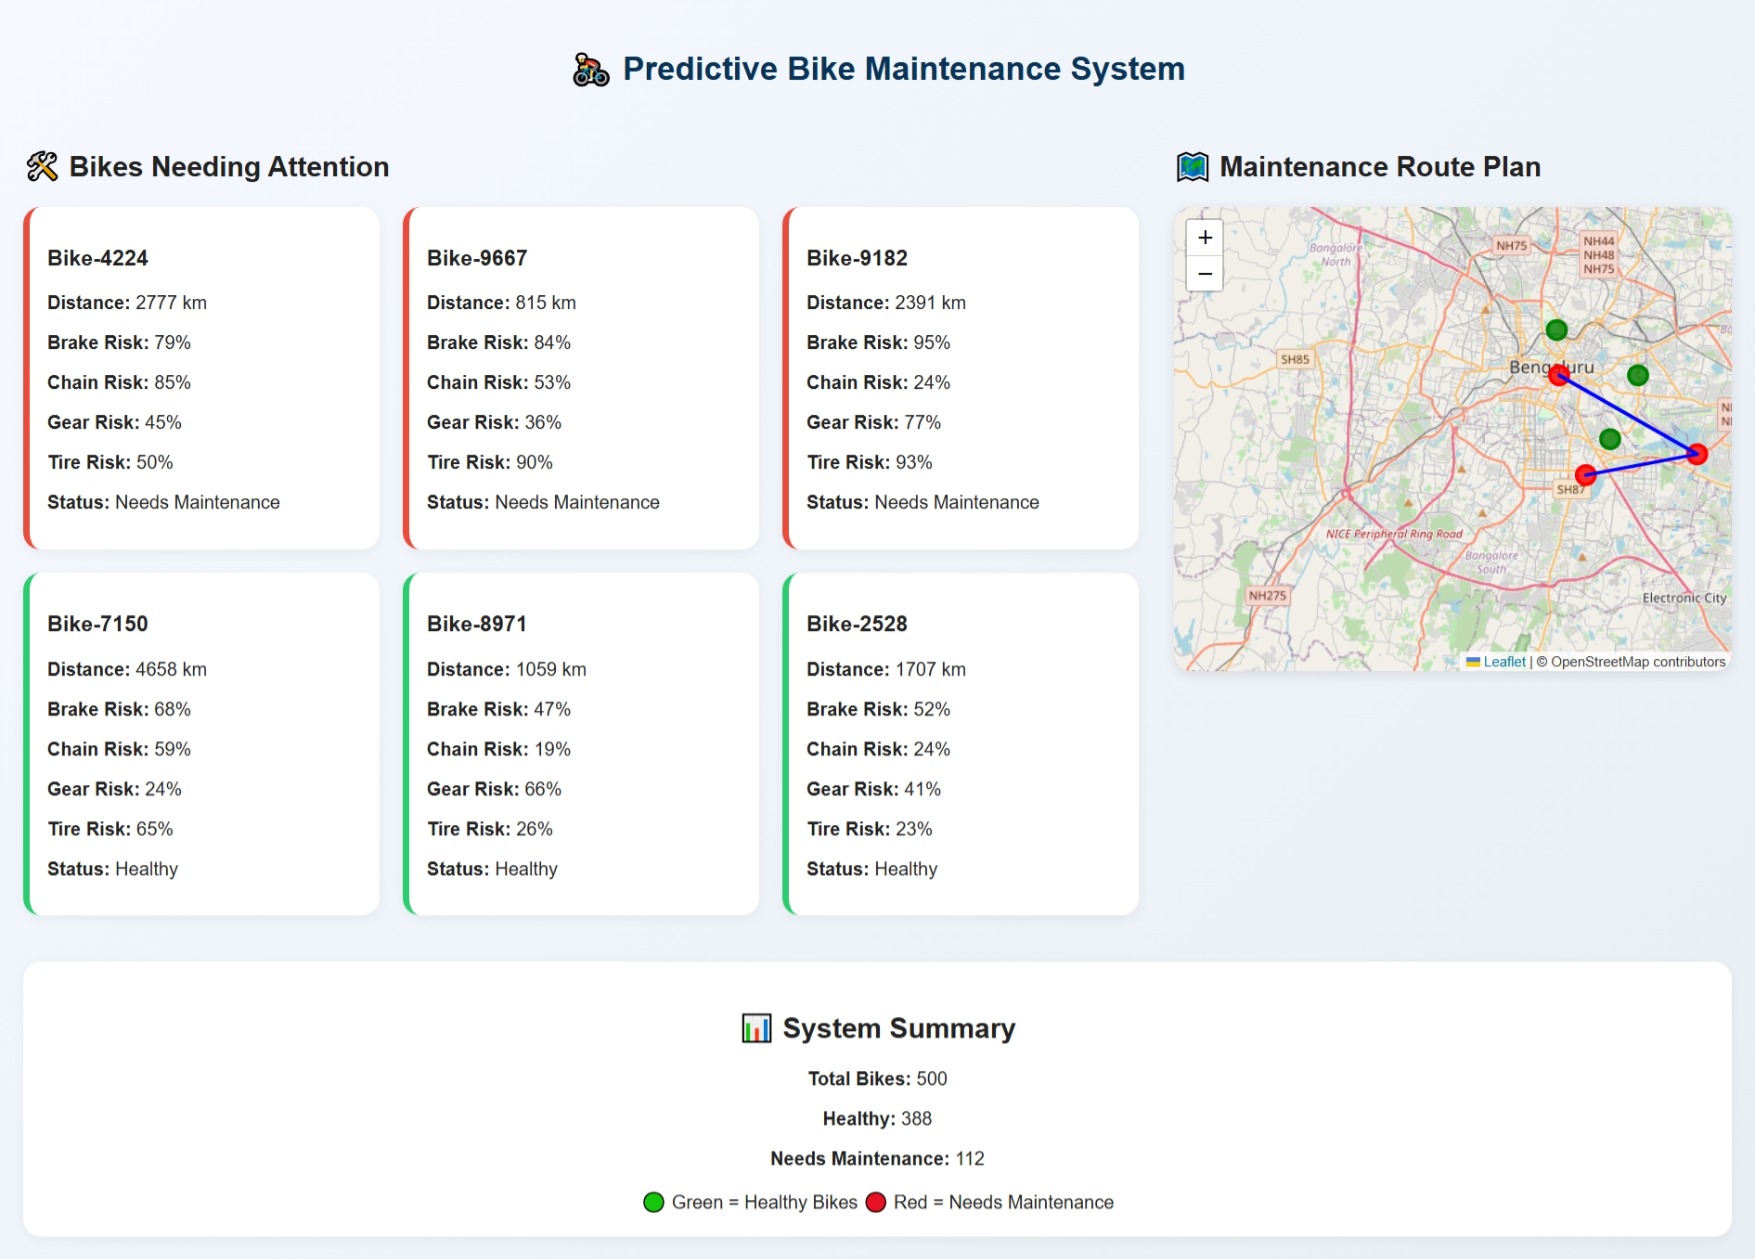 Predictive Bike Maintenance System
Bikes Needing Attention
Bike-4224
Distance: 2777 km
Brake Risk: 79%
Chain Risk: 85%
Gear Risk: 45%
Tire Risk: 50%
Status: Needs Maintenance
Bike-9667
Distance: 815 km
Brake Risk: 84%
Chain Risk: 53%
Gear Risk: 36%
Tire Risk: 90%
Status: Needs Maintenance
Bike-9182
Distance: 2391 km
Brake Risk: 95%
Chain Risk: 24%
Gear Risk: 77%
Tire Risk: 93%
Status: Needs Maintenance
Bike-7150
Distance: 4658 km
Brake Risk: 68%
Chain Risk: 59%
Gear Risk: 24%
Tire Risk: 65%
Status: Healthy
Bike-8971
Distance: 1059 km
Brake Risk: 47%
Chain Risk: 19%
Gear Risk: 66%
Tire Risk: 26%
Status: Healthy
Bike-2528
Distance: 1707 km
Brake Risk: 52%
Chain Risk: 24%
Gear Risk: 41%
Tire Risk: 23%
Status: Healthy
Maintenance Route Plan
+
−
Bangalore
North
NH75
NH44
NH48
NH75
SH85
Bengaluru
SH87
NICE Peripheral Ring Road
Bangalore
South
NH275
Electronic City
Leaflet | © OpenStreetMap contributors
System Summary
Total Bikes: 500
Healthy: 388
Needs Maintenance: 112
Green = Healthy Bikes Red = Needs Maintenance